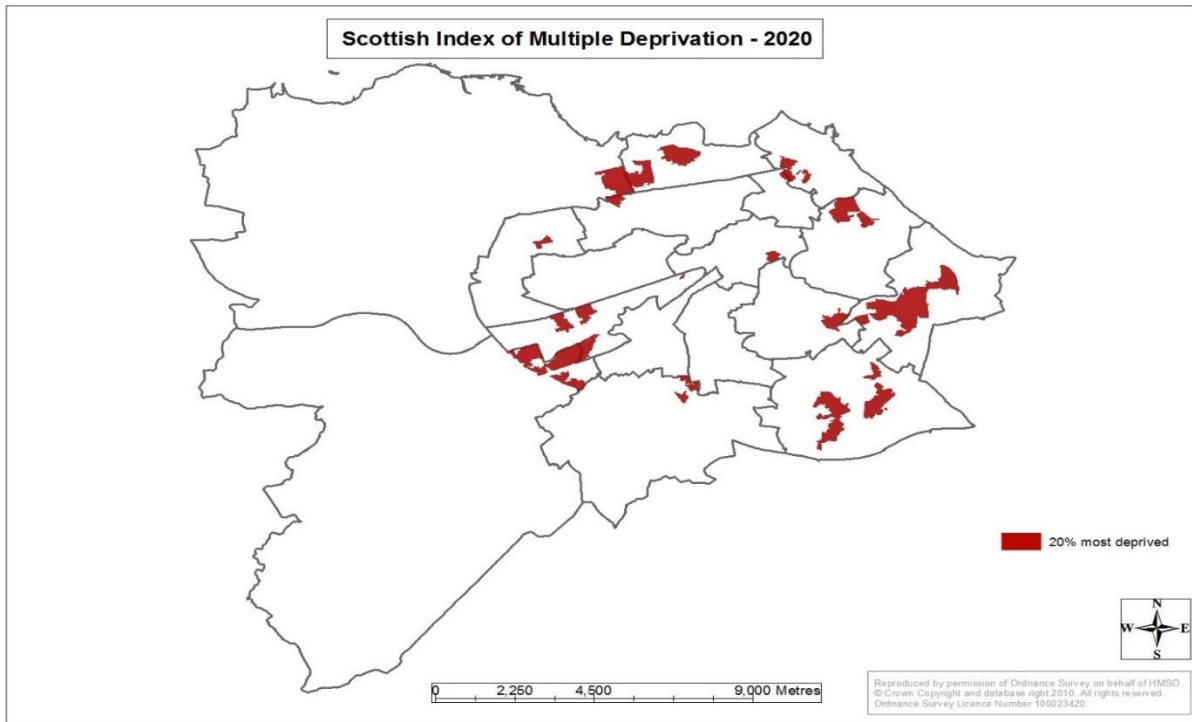 Scottish Index of Multiple Deprivation - 2020
20% most deprived
N
W E
S
0 2,250 4,500 9,000 Metres
Reproduced by permission of Ordnance Survey on behalf of HMSO.
© Crown Copyright and database right 2010. All rights reserved.
Ordnance Survey Licence Number 100023420.